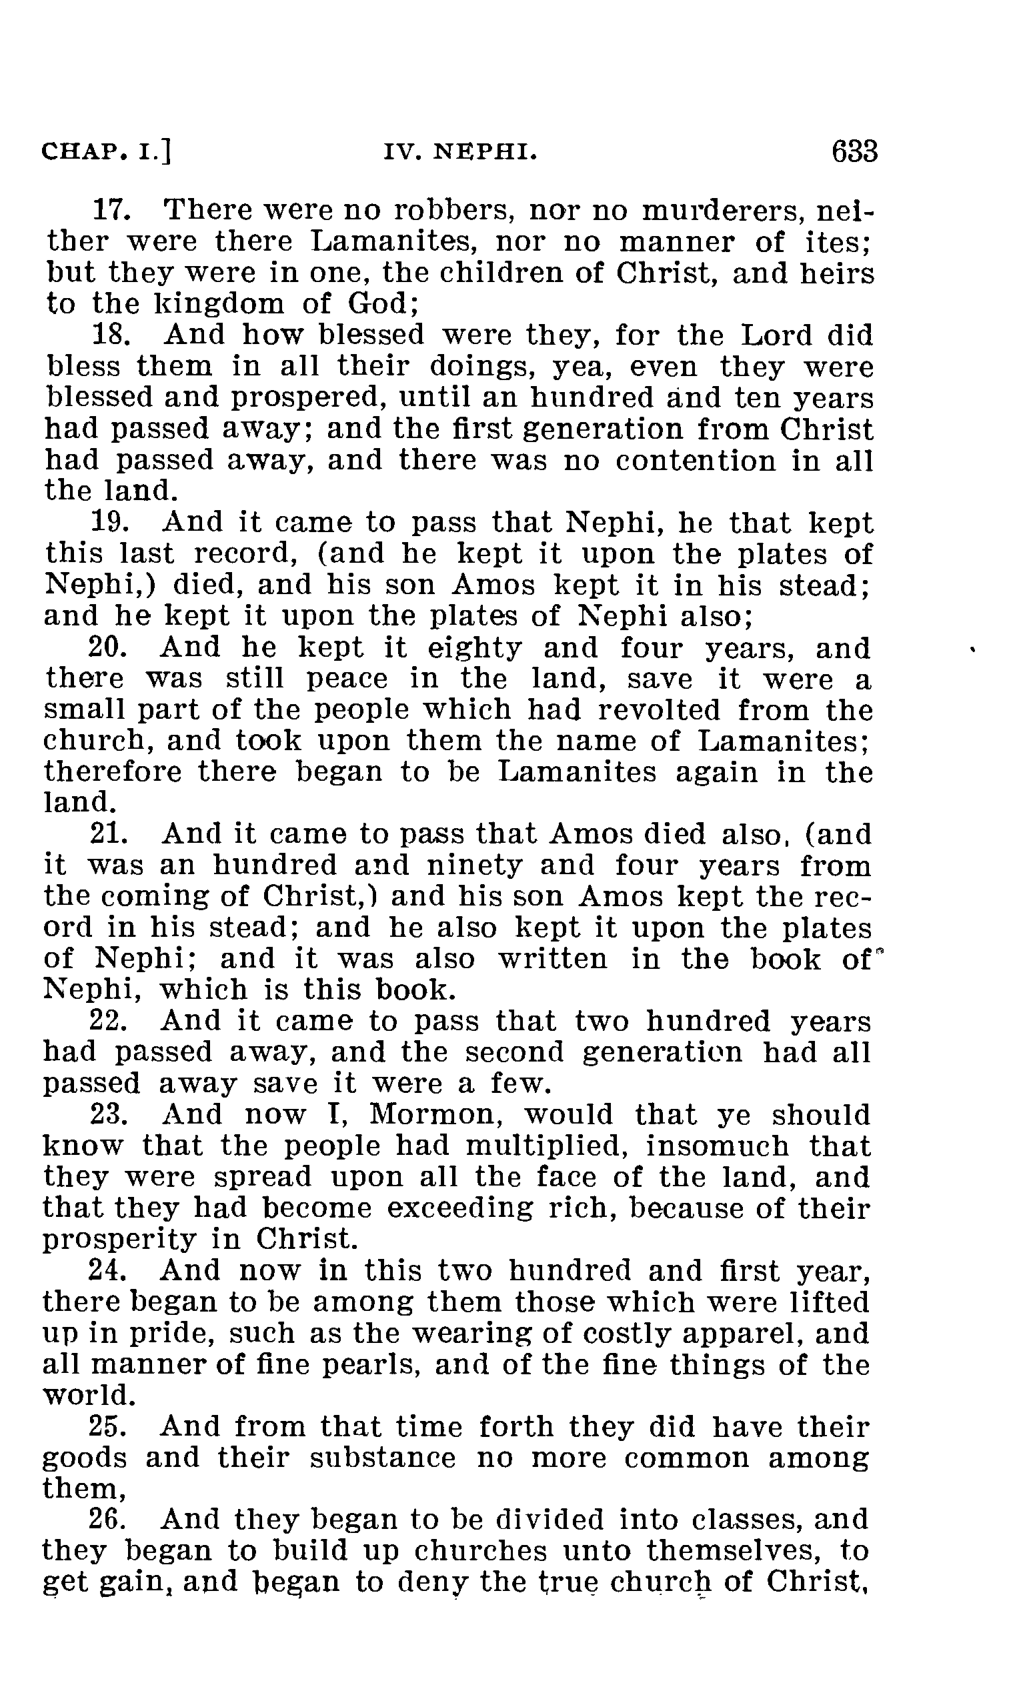 CHAP. I.] IV. NEPHI. 633
17. There were no robbers, nor no murderers, nei-
ther were there Lamanites, nor no manner of ites;
but they were in one, the children of Christ, and heirs
to the kingdom of God;
18. And how blessed were they, for the Lord did
bless them in all their doings, yea, even they were
blessed and prospered, until an hundred and ten years
had passed away; and the first generation from Christ
had passed away, and there was no contention in all
the land.
19. And it came to pass that Nephi, he that kept
this last record, (and he kept it upon the plates of
Nephi,) died, and his son Amos kept it in his stead;
and he kept it upon the plates of Nephi also;
20. And he kept it eighty and four years, and
there was still peace in the land, save it were a
small part of the people which had revolted from the
church, and took upon them the name of Lamanites;
therefore there began to be Lamanites again in the
land.
21. And it came to pass that Amos died also, (and
it was an hundred and ninety and four years from
the coming of Christ,) and his son Amos kept the rec-
ord in his stead; and he also kept it upon the plates
of Nephi; and it was also written in the book of
Nephi, which is this book.
22. And it came to pass that two hundred years
had passed away, and the second generation had all
passed away save it were a few.
23. And now I, Mormon, would that ye should
know that the people had multiplied, insomuch that
they were spread upon all the face of the land, and
that they had become exceeding rich, because of their
prosperity in Christ.
24. And now in this two hundred and first year,
there began to be among them those which were lifted
up in pride, such as the wearing of costly apparel, and
all manner of fine pearls, and of the fine things of the
world.
25. And from that time forth they did have their
goods and their substance no more common among
them,
26. And they began to be divided into classes, and
they began to build up churches unto themselves, to
get gain, and began to deny the true church of Christ,